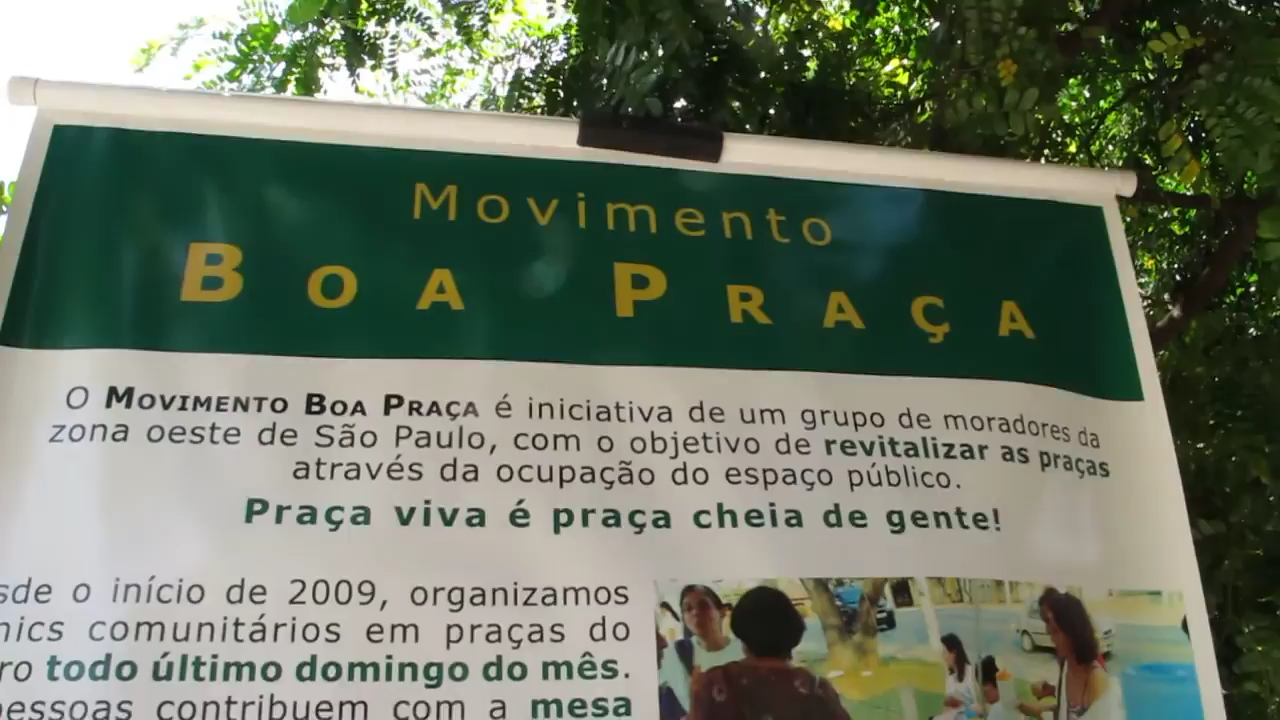 Movimento
BOA PRAÇA
O MOVIMENTO BOA PRAÇA é iniciativa de um grupo de moradores da
zona oeste de São Paulo, com o objetivo de revitalizar as praças
através da ocupação do espaço público.
Praça viva é praça cheia de gente!
sde o início de 2009, organizamos
nics comunitários em praças do
ro todo último domingo do mês.
pessoas contribuem com a mesa